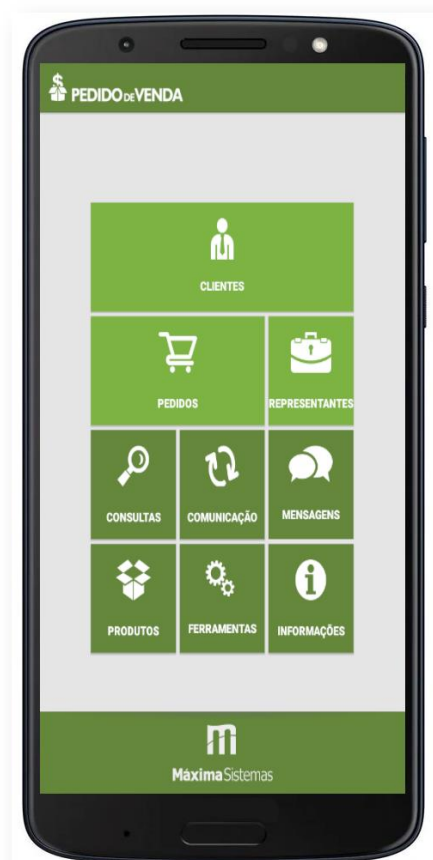 PEDIDO DE VENDA
CLIENTES
PEDIDOS
REPRESENTANTES
CONSULTAS
COMUNICAÇÃO
MENSAGENS
PRODUTOS
FERRAMENTAS
INFORMAÇÕES
Máxima Sistemas